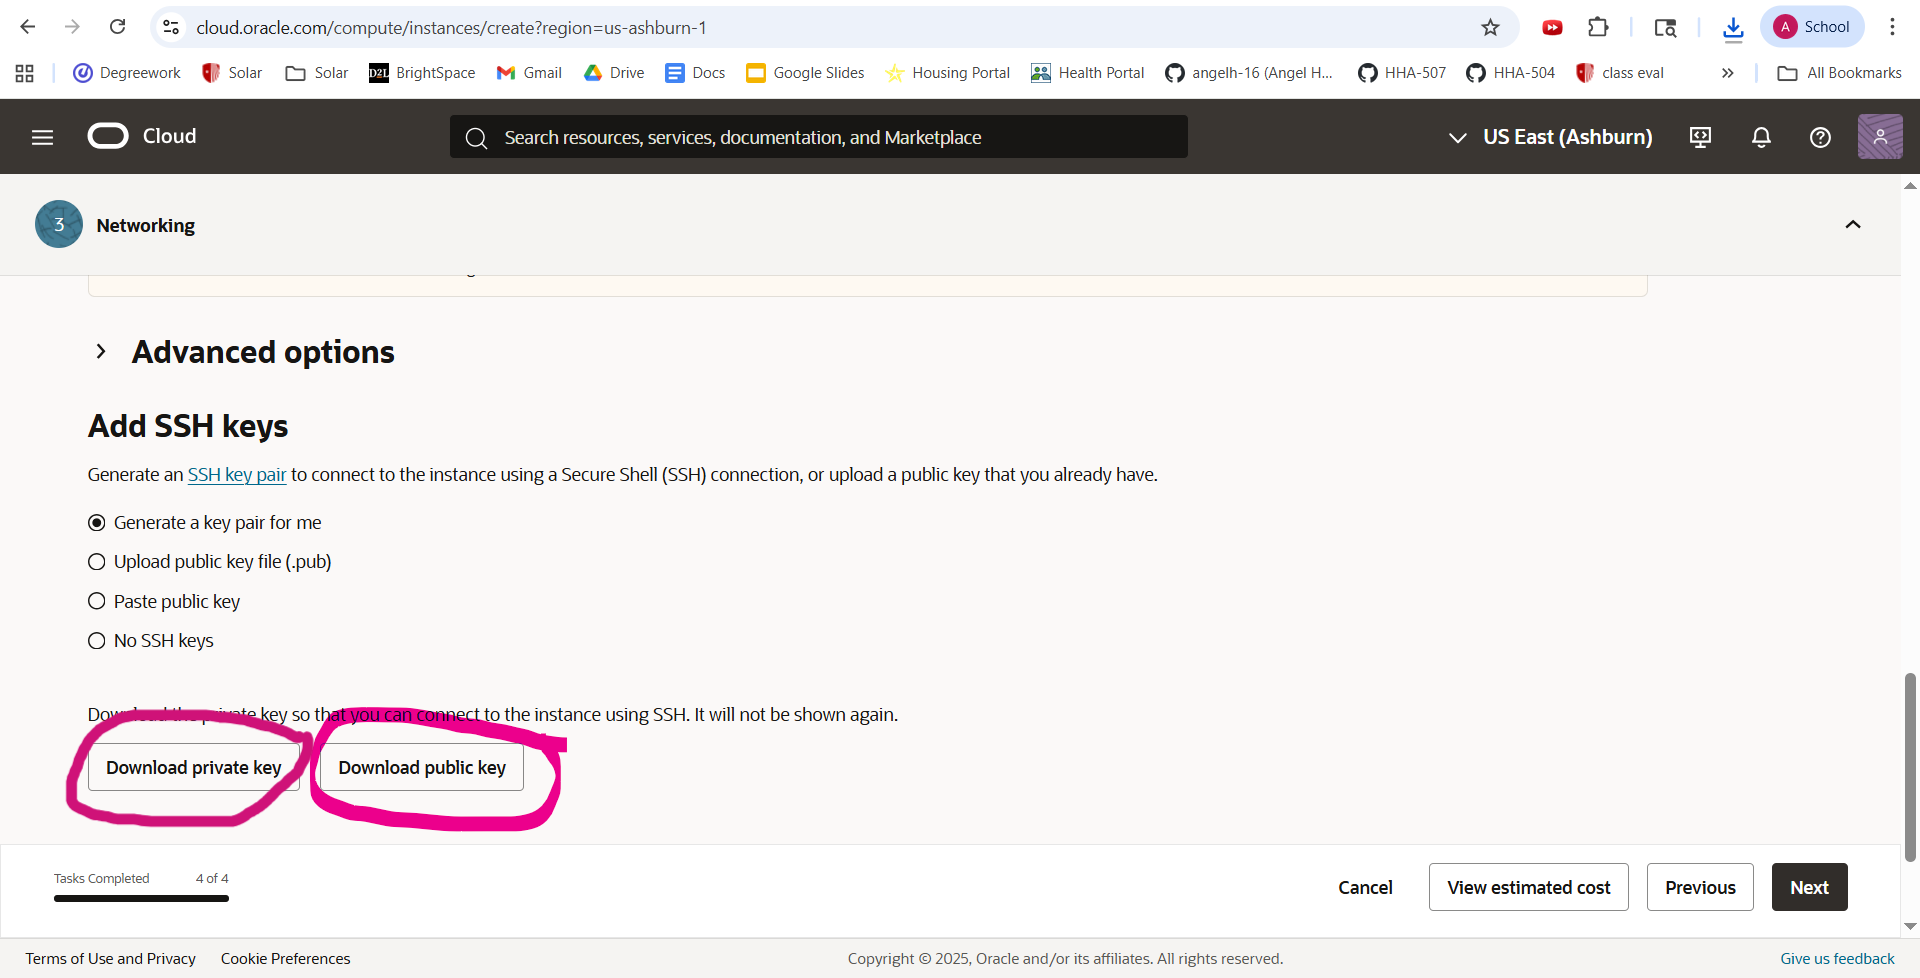 cloud.oracle.com/compute/instances/create?region=us-ashburn-1
A School
Degreework Solar Solar D2L BrightSpace Gmail Drive Docs Google Slides Housing Portal Health Portal angelh-16 (Angel H... HHA-507 HHA-504 class eval » All Bookmarks
Cloud
Search resources, services, documentation, and Marketplace
US East (Ashburn)
3 Networking
Advanced options
Add SSH keys
Generate an SSH key pair to connect to the instance using a Secure Shell (SSH) connection, or upload a public key that you already have.
Generate a key pair for me
Upload public key file (.pub)
Paste public key
No SSH keys
Download the private key so that you can connect to the instance using SSH. It will not be shown again.
Download private key Download public key
Tasks Completed 4 of 4
Cancel View estimated cost Previous Next
Terms of Use and Privacy Cookie Preferences Copyright © 2025, Oracle and/or its affiliates. All rights reserved. Give us feedback